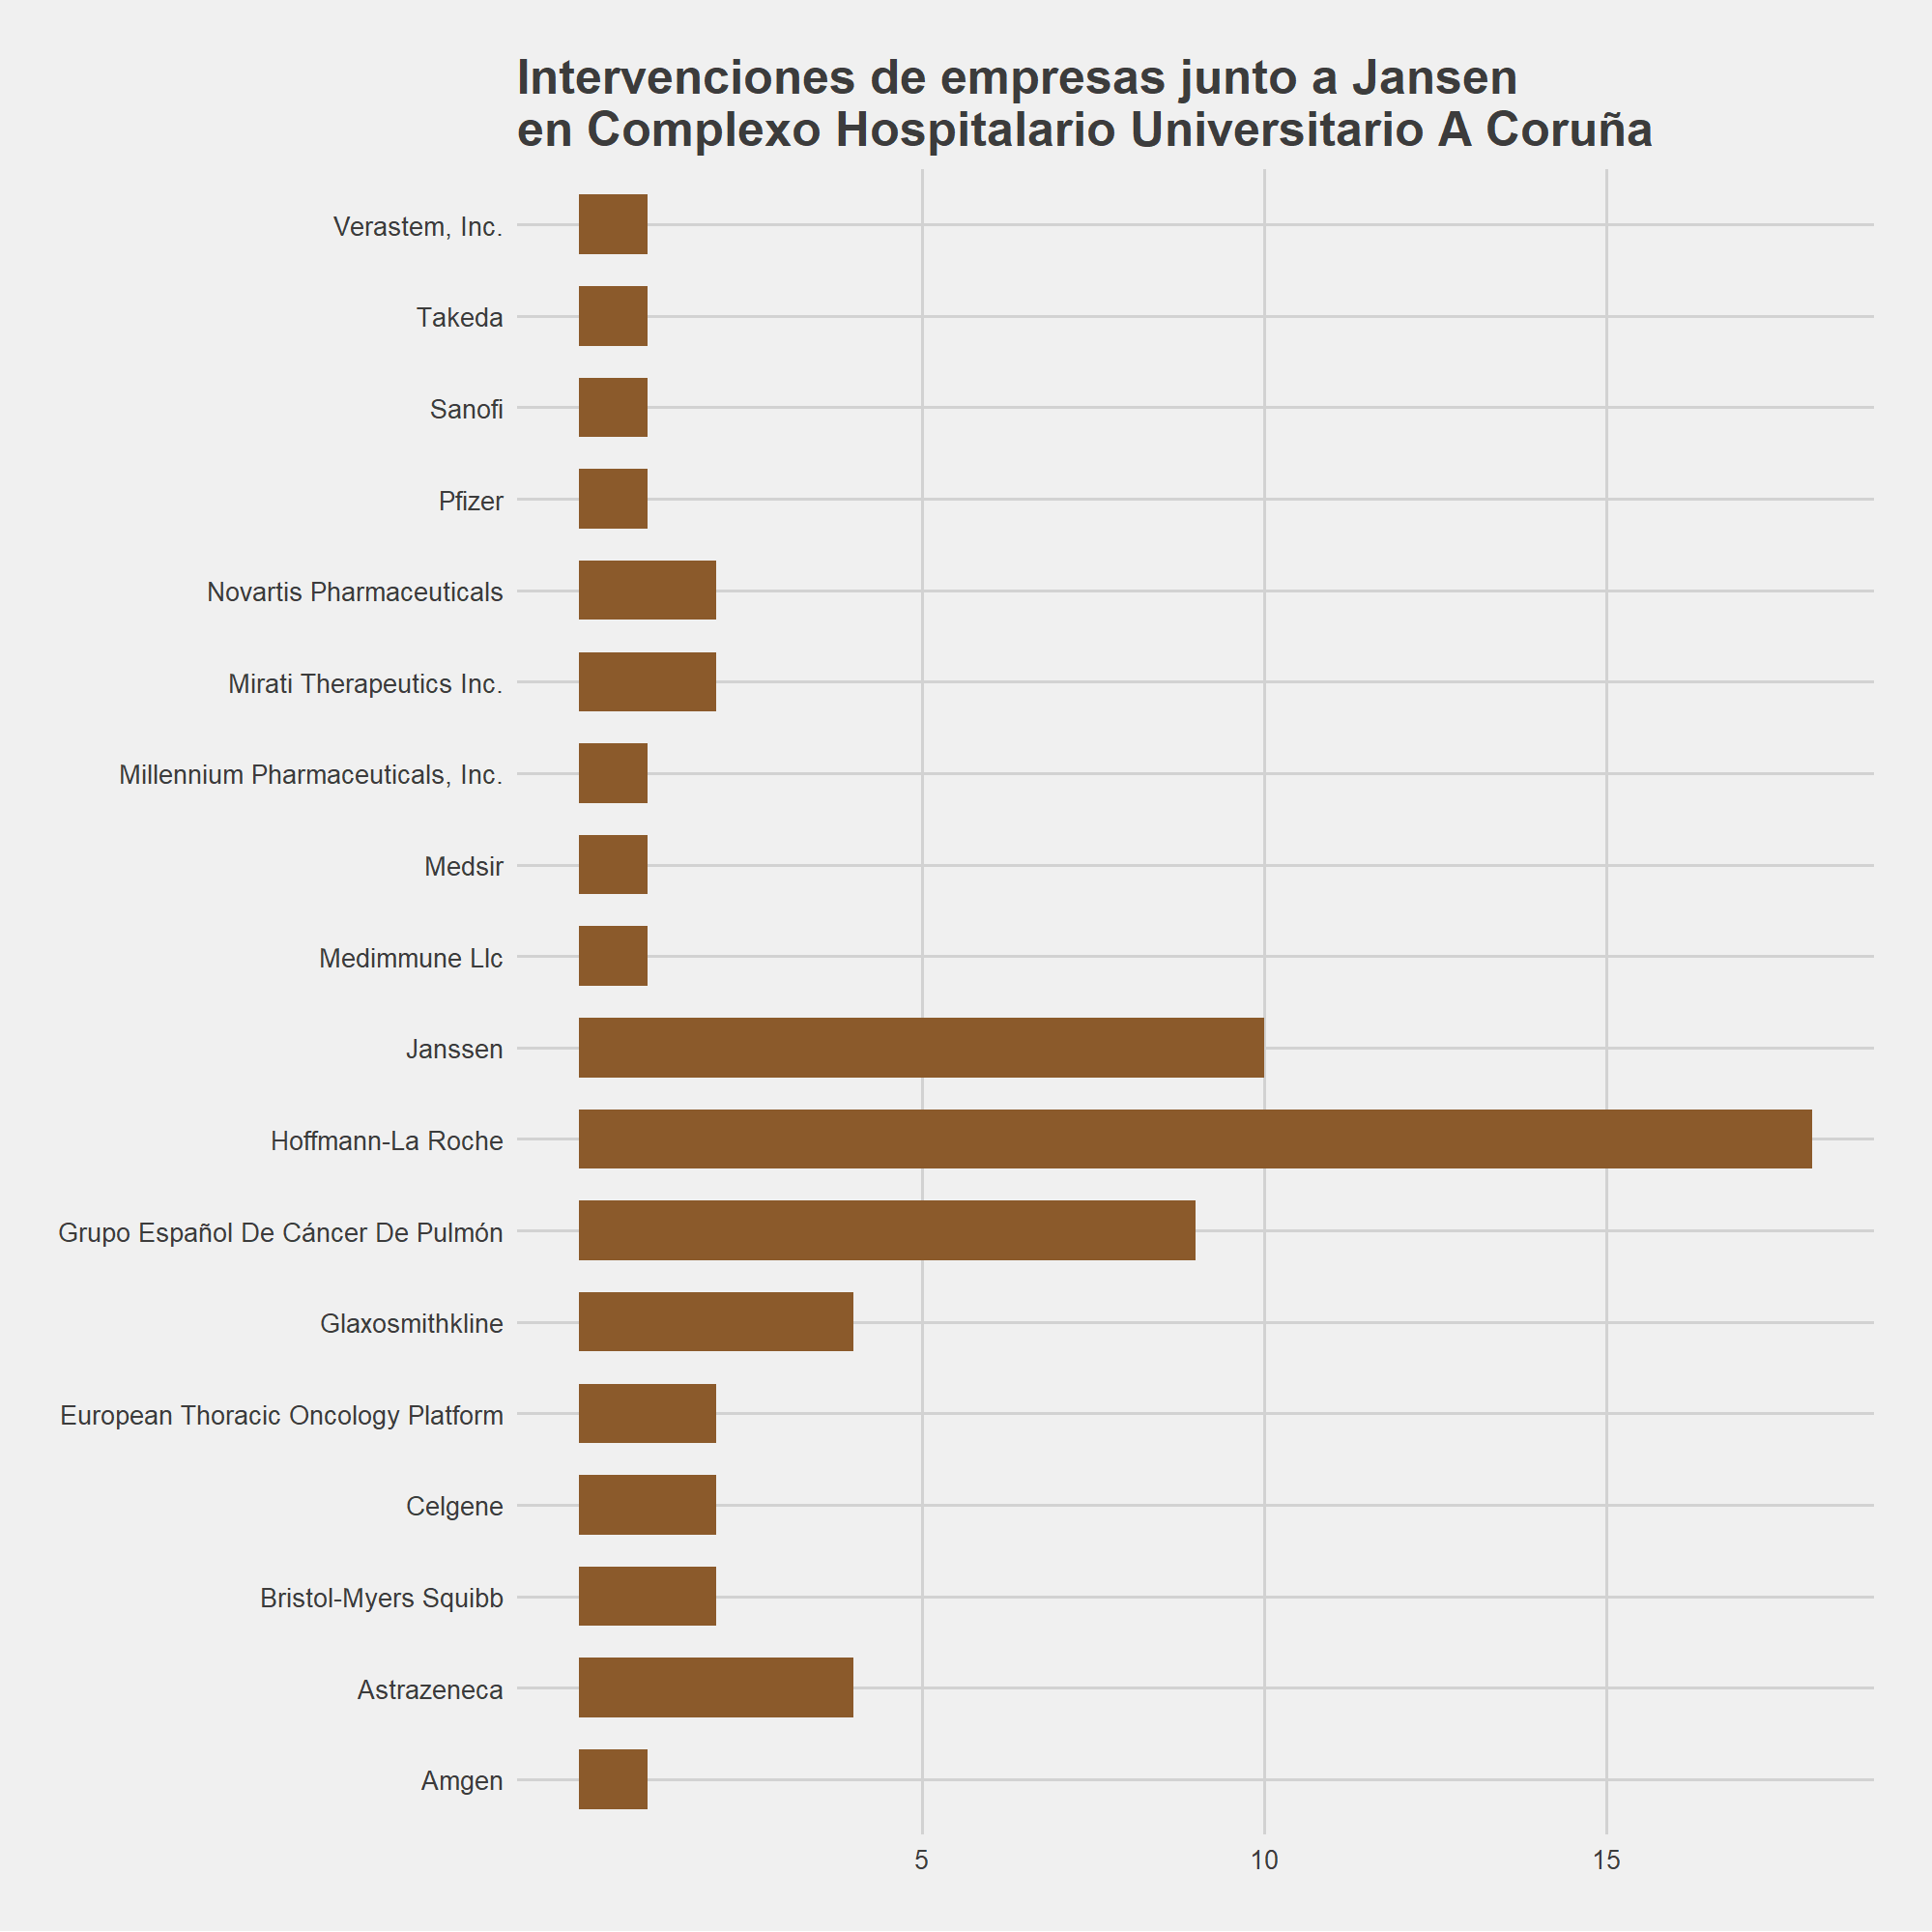 Intervenciones de empresas junto a Jansen
en Complexo Hospitalario Universitario A Coruña
Verastem, Inc.
Takeda
Sanofi
Pfizer
Novartis Pharmaceuticals
Mirati Therapeutics Inc.
Millennium Pharmaceuticals, Inc.
Medsir
Medimmune Llc
Janssen
Hoffmann-La Roche
Grupo Español De Cáncer De Pulmón
Glaxosmithkline
European Thoracic Oncology Platform
Celgene
Bristol-Myers Squibb
Astrazeneca
Amgen
5 10 15